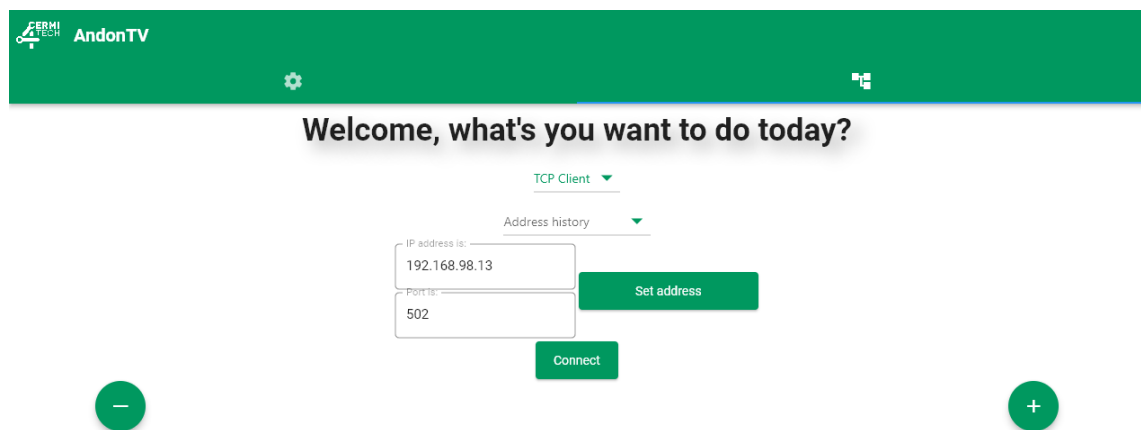 CERMI
TECH
AndonTV
Welcome, what's you want to do today?
TCP Client
Address history
IP address is:
192.168.98.13
Set address
Port is:
502
Connect